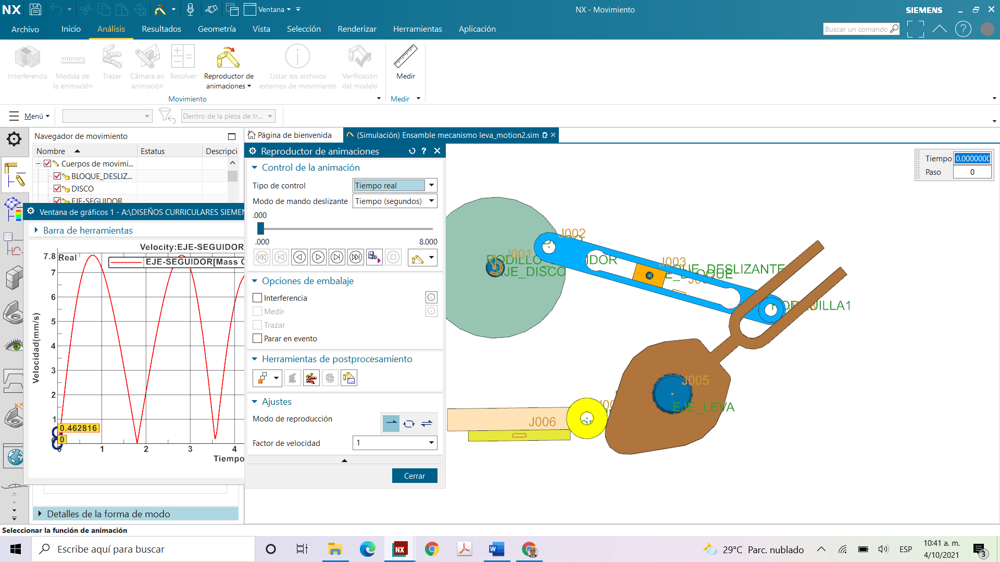 NX
Ventana
NX - Movimiento
SIEMENS
Archivo
Inicio
Análisis
Resultados
Geometría
Vista
Selección
Renderizar
Herramientas
Aplicación
Buscar un comando
Interferencia
Medida de la animación
Trazar
Cámara en animación
Resolver
Reproductor de animaciones
Listar los archivos externos de movimiento
Verificación del modelo
Medir
Movimiento
Medir
Menú
Dentro de la pieza de tr...
Navegador de movimiento
Nombre
Estatus
Descripci
Cuerpos de movimi...
BLOQUE_DESLIZ...
DISCO
EJE-SEGUIDOR
Ventana de gráficos 1 - A:\DISEÑOS CURRICULARES SIEMEN
Barra de herramientas
Velocity:EJE-SEGUIDOR
7.8
Real
EJE-SEGUIDOR[Mass C
7
6
5
4
3
2
1
Velocidad(mm/s)
0.462816
0
1
2
3
4
Tiempo
Detalles de la forma de modo
Página de bienvenida
(Simulación) Ensamble mecanismo leva_motion2.sim
Reproductor de animaciones
Control de la animación
Tipo de control
Tiempo real
Modo de mando deslizante
Tiempo (segundos)
.000
.000
8.000
Opciones de embalaje
Interferencia
Medir
Trazar
Parar en evento
Herramientas de postprocesamiento
Ajustes
Modo de reproducción
Factor de velocidad
1
Cerrar
Tiempo
0.0000000
Paso
0
J002
J001
EJE_DISCO
J003
J005
EJE_LEVA
J006
Seleccionar la función de animación
Escribe aquí para buscar
NX
29°C Parc. nublado
ESP
10:41 a. m.
4/10/2021
3